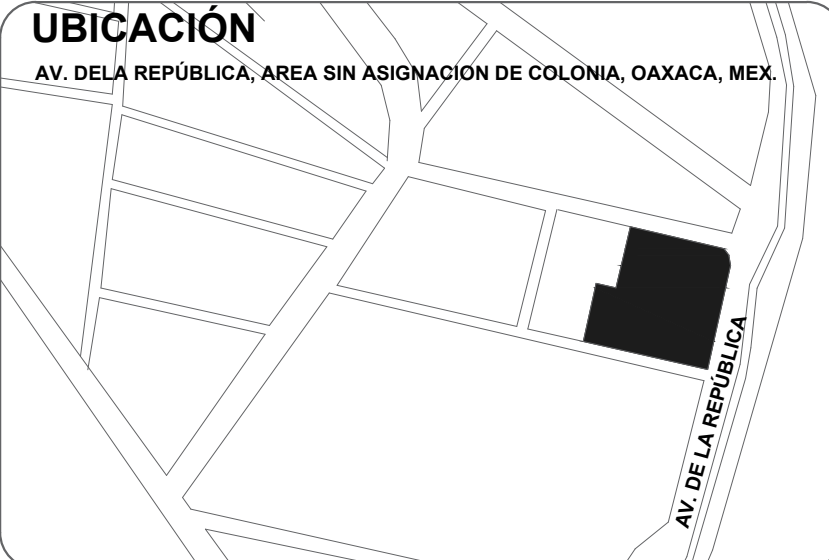 UBICACIÓN
AV. DELA REPÚBLICA, AREA SIN ASIGNACION DE COLONIA, OAXACA, MEX.
AV. DE LA REPÚBLICA